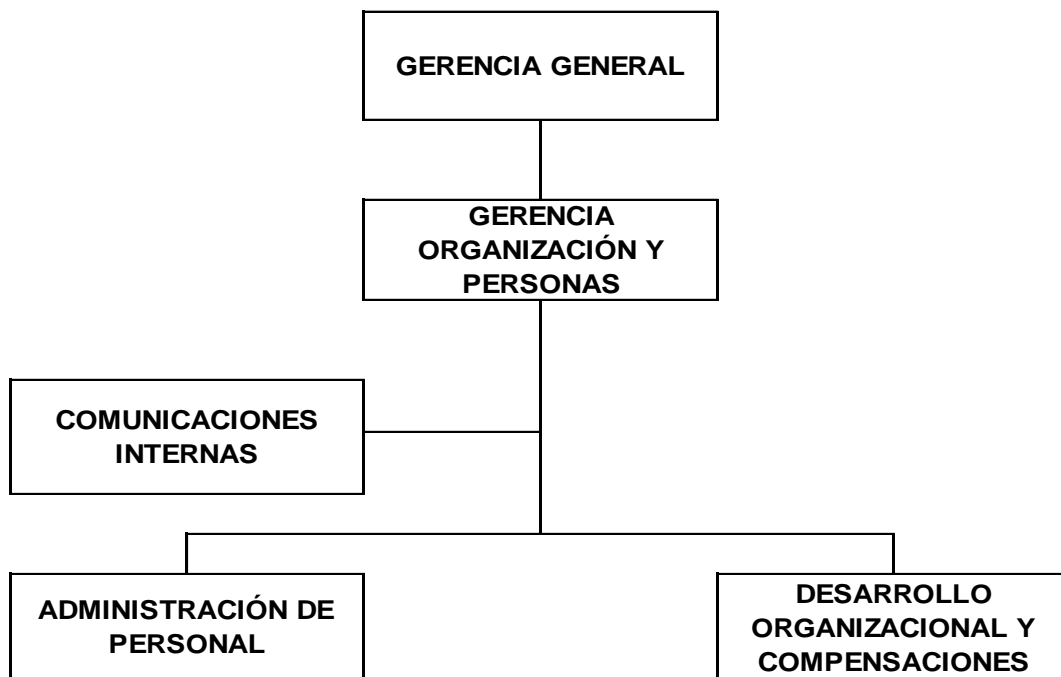 GERENCIA GENERAL
GERENCIA
ORGANIZACIÓN Y
PERSONAS
COMUNICACIONES
INTERNAS
ADMINISTRACIÓN DE
PERSONAL
DESARROLLO
ORGANIZACIONAL Y
COMPENSACIONES